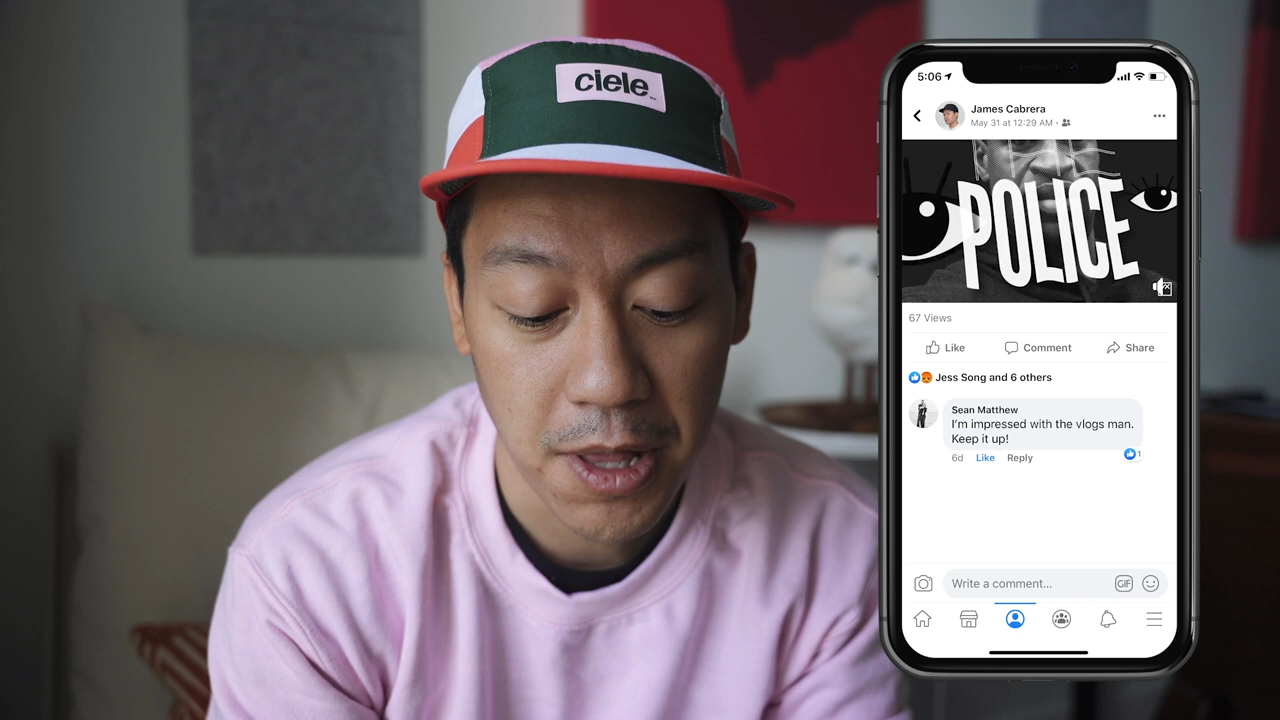 ciele
5:06
James Cabrera
May 31 at 12:29 AM
POLICE
67 Views
Like
Comment
Share
Jess Song and 6 others
Sean Matthew
I'm impressed with the vlogs man.
Keep it up!
6d Like Reply
1
Write a comment...
GIF